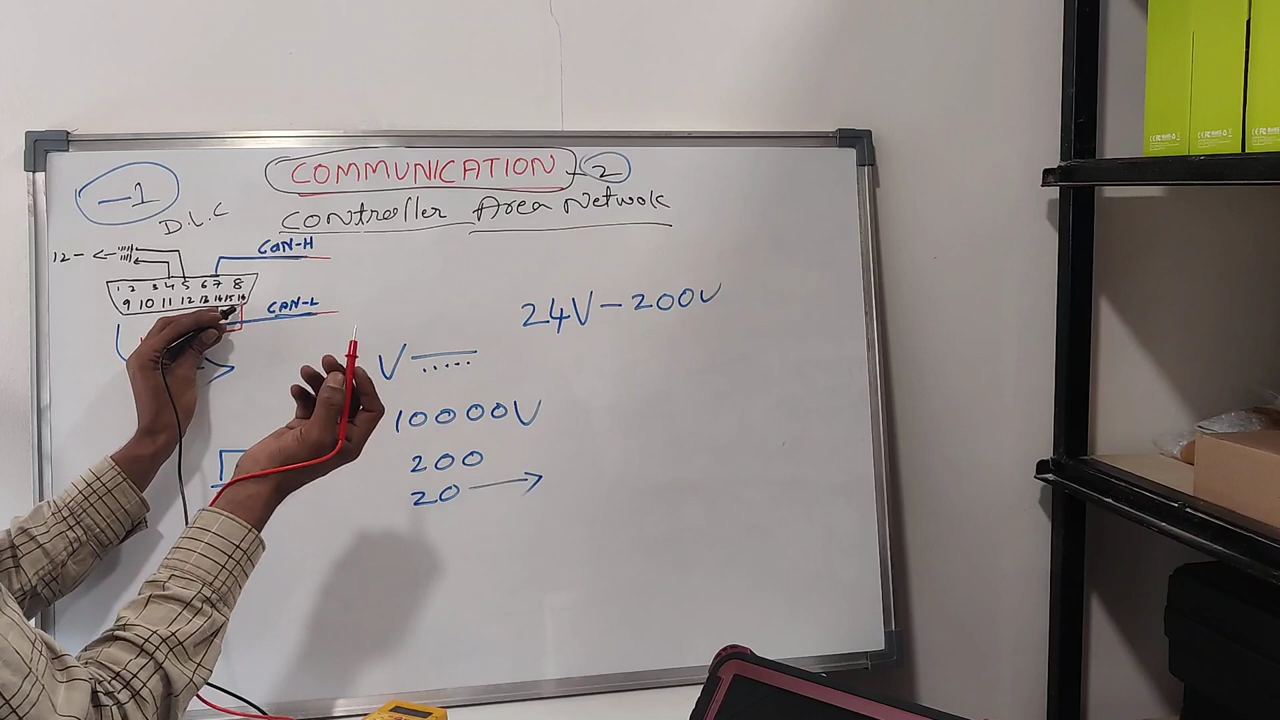 -1
COMMUNICATION - 2
Controller Area Netwok
D.L.C
CAN-H
12-
1 2 3 4 5 6 7 8
9 10 11 12 13 14 15 16
CAN-L
24V-200V
V
10000V
200
20